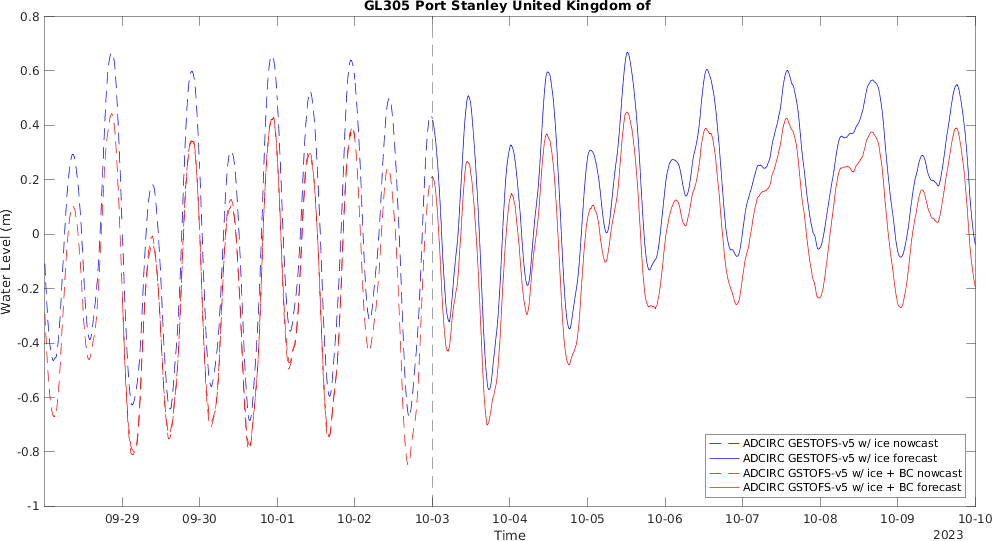 GL305 Port Stanley United Kingdom of
0.8
0.6
0.4
0.2
0
-0.2
-0.4
-0.6
-0.8
-1
Water Level (m)
09-29 09-30 10-01 10-02 10-03 10-04 10-05 10-06 10-07 10-08 10-09 10-10
Time
2023
ADCIRC GESTOFS-v5 w/ ice nowcast
ADCIRC GESTOFS-v5 w/ ice forecast
ADCIRC GSTOFS-v5 w/ ice + BC nowcast
ADCIRC GSTOFS-v5 w/ ice + BC forecast